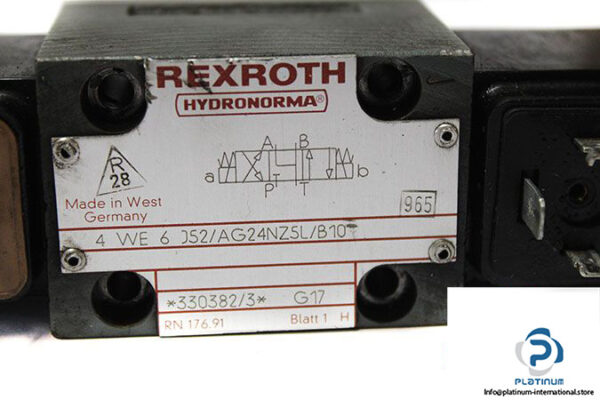 REXROTH
HYDRONORMA®
A B
a b
P T
R
28
Made in West
Germany
965
4 WE 6 J52/AG24NZ5L/B10
*330382/3* G17
RN 176.91 Blatt 1 H
PLATINUM
Info@platinum-international.store